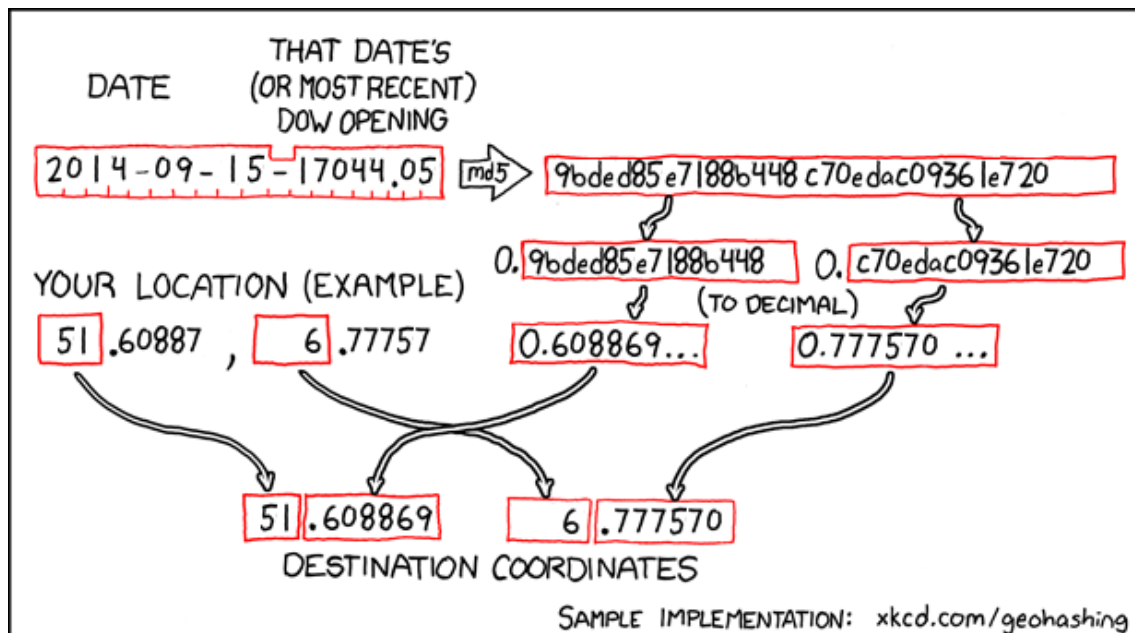 DATE
THAT DATE'S
(OR MOST RECENT)
DOW OPENING
2014-09-15-17044.05
md5
9bded85e7188b448c70edac09361e720
0.9bded85e7188b448
0.c70edac09361e720
(TO DECIMAL)
0.608869...
0.777570 ...
YOUR LOCATION (EXAMPLE)
51.60887, 6.77757
51.608869 6.777570
DESTINATION COORDINATES
SAMPLE IMPLEMENTATION: xkcd.com/geohashing